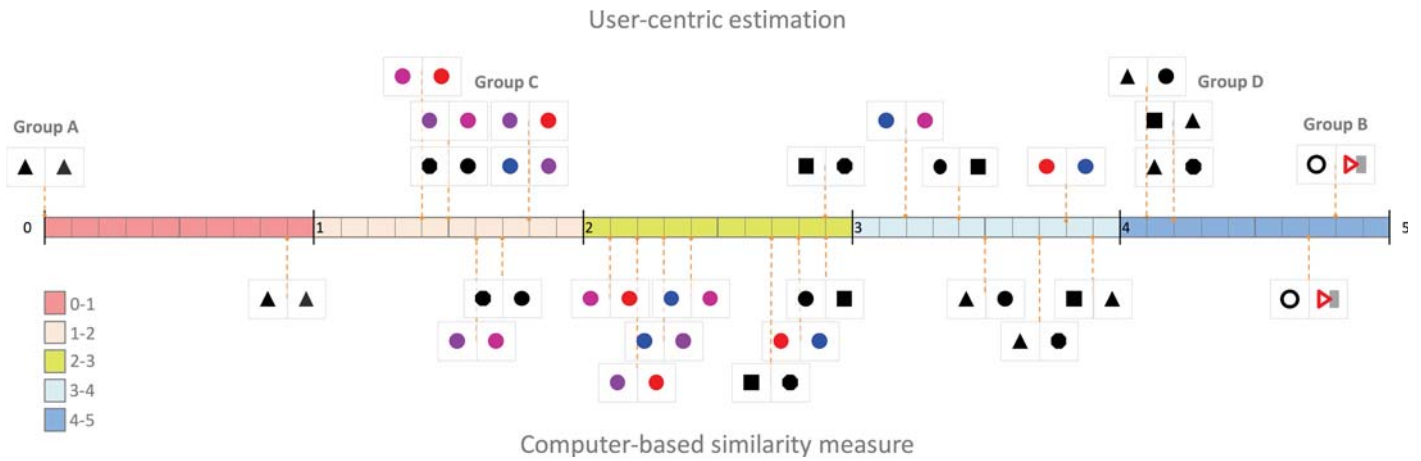 User-centric estimation
Group C
Group D
Group A
Group B
0 1 2 3 4 5
0-1
1-2
2-3
3-4
4-5
Computer-based similarity measure